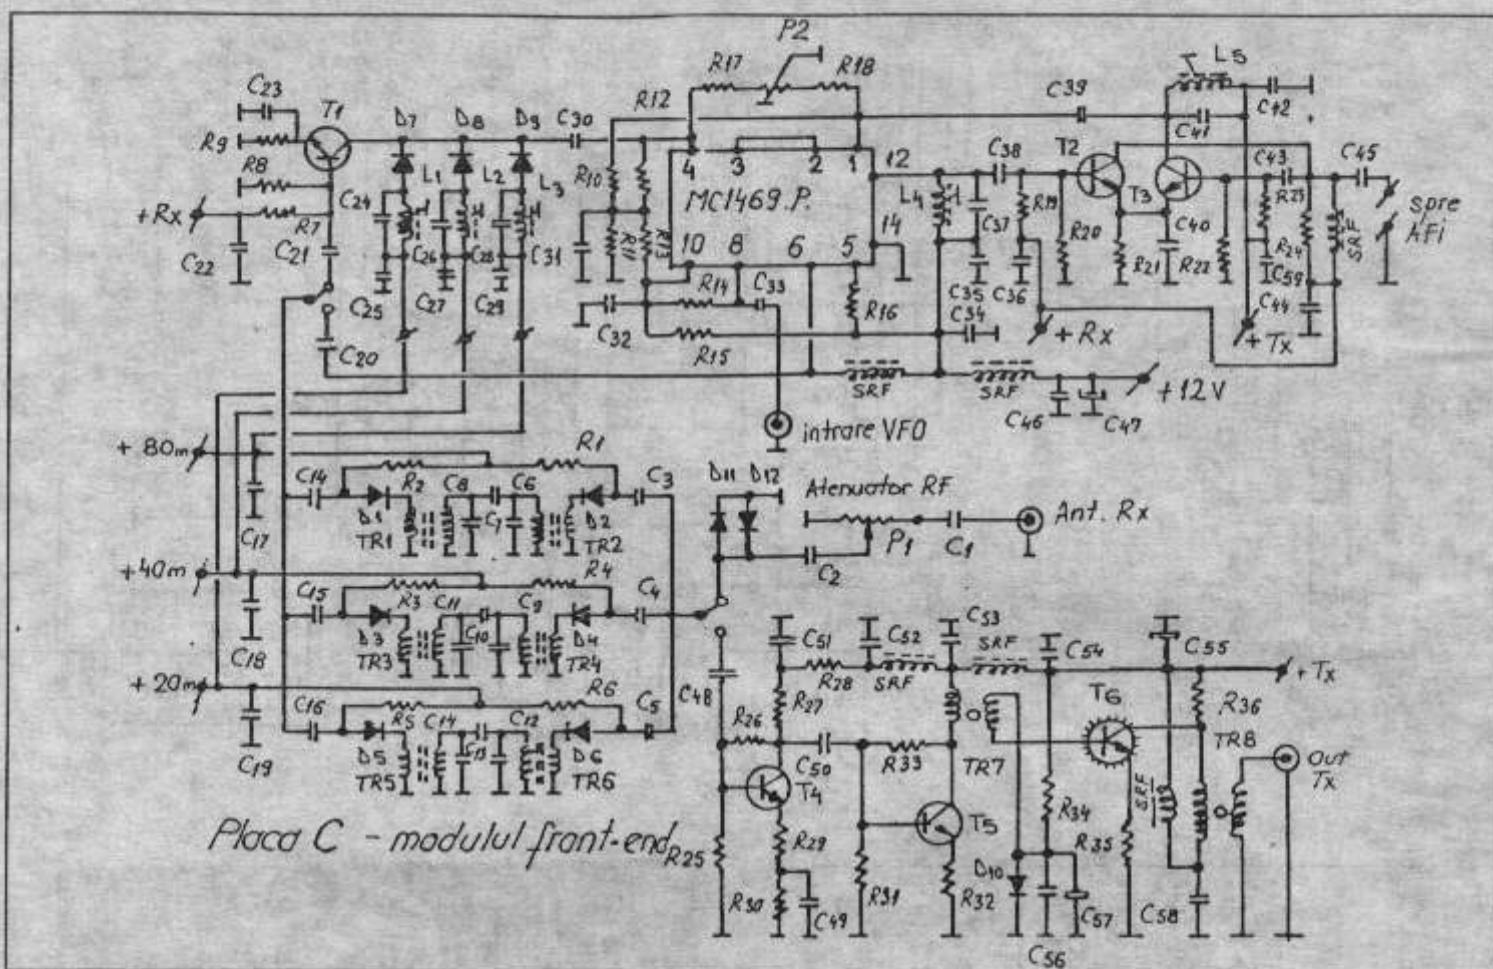 P2
R17
R18
L5
C23
T1
D7
D8
D9
C30
R12
C39
C42
C41
R9
R8
+Rx
R7
C22
C21
C24
L1
L2
L3
C26
C28
C31
C25
C27
C29
C20
R10
R11
R13
4
3
2
1
12
MC1469.P.
14
10
8
6
5
R14
C33
R16
C32
R15
SRF
SRF
L4
C38
C37
R19
C35
C36
C34
T2
T3
R20
R21
C40
R22
C43
R23
C45
R24
C59
C44
SRF
spre
AFi
+Rx
+Tx
+12V
C46
C47
intrare VFO
+80m
R1
C14
R2
C8
C6
C3
D1
C7
D2
TR1
TR2
C17
D11
D12
Atenuator RF
P1
C1
Ant. Rx
C2
+40m
R4
C15
R3
C11
C9
C4
D3
C10
D4
TR3
TR4
C18
+20m
R6
C16
R5
C14
C12
C5
D5
C13
D6
TR5
TR6
C19
C48
C51
C52
C53
SRF
C54
C55
+Tx
R28
SRF
R27
R26
C50
R33
TR7
T6
R36
TR8
Out
Tx
T4
T5
R34
R35
SRF
Placa C - modulul front-end
R25
R29
R30
C49
R31
R32
D10
C57
C58
C56